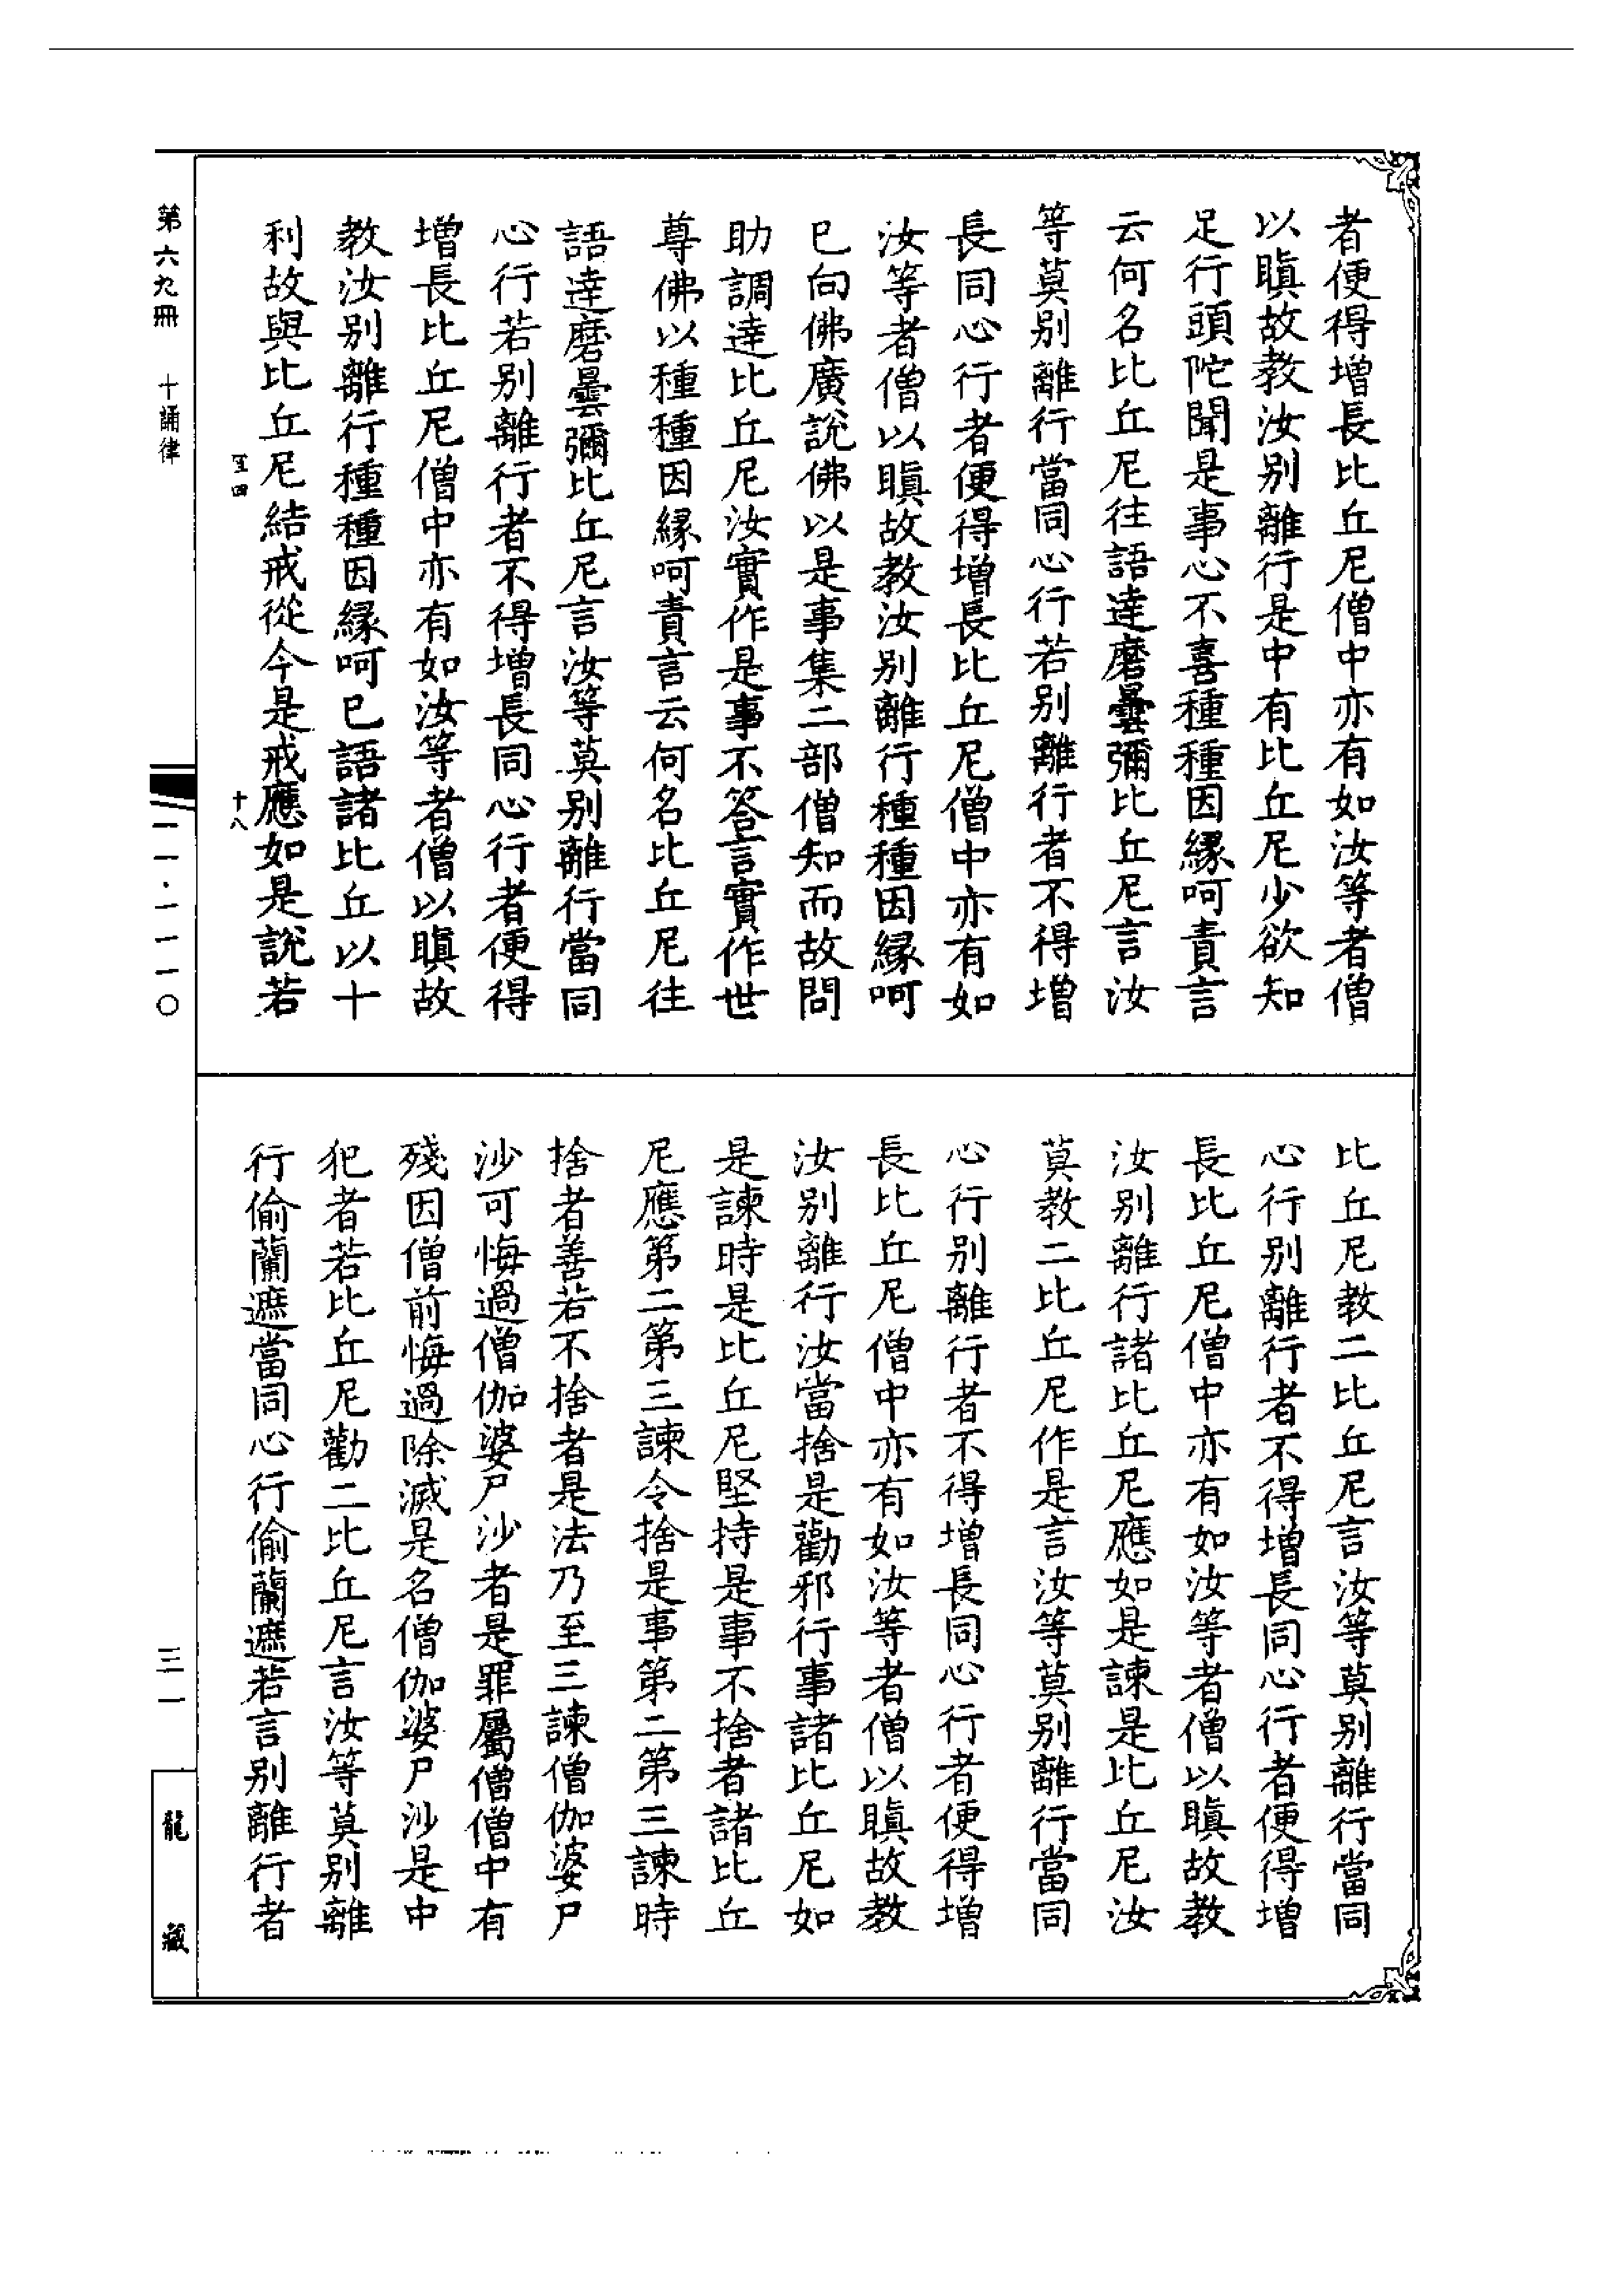 者便得增長比丘尼僧中亦有如汝等者僧
以瞋故教汝别離行是中有比丘尼少欲知
足行頭陀聞是事心不喜種種因緣呵責言
云何名比丘尼往語達磨曇彌比丘尼言汝
等莫别離行當同心行若别離行者不得增
長同心行者便得增長比丘尼僧中亦有如
汝等者僧以瞋故教汝别離行種種因緣呵
已向佛廣說佛以是事集二部僧知而故問
助調達比丘尼汝實作是事不答言實作世
尊佛以種種因緣呵責言云何名比丘尼往
語達磨曇彌比丘尼言汝等莫别離行當同
心行若别離行者不得增長同心行者便得
增長比丘尼僧中亦有如汝等者僧以瞋故
教汝别離行種種因緣呵已語諸比丘以十
利故與比丘尼結戒從今是戒應如是說若
比丘尼教二比丘尼言汝等莫别離行當同
心行别離行者不得增長同心行者便得增
長比丘尼僧中亦有如汝等者僧以瞋故教
汝别離行諸比丘尼應如是諫是比丘尼汝
莫教二比丘尼作是言汝等莫别離行當同
心行别離行者不得增長同心行者便得增
長比丘尼僧中亦有如汝等者僧以瞋故教
汝别離行汝當捨是勸邪行事諸比丘尼如
是諫時是比丘尼堅持是事不捨者諸比丘
尼應第二第三諫令捨是事第二第三諫時
捨者善若不捨者是法乃至三諫僧伽婆尸
沙可悔過僧伽婆尸沙者是罪屬僧僧中有
殘因僧前悔過除滅是名僧伽婆尸沙是中
犯者若比丘尼勸二比丘尼言汝等莫别離
行偷蘭遮當同心行偷蘭遮若言别離行者
第六九冊 十誦律
四 十八
一一·一一一〇
三一
龍藏